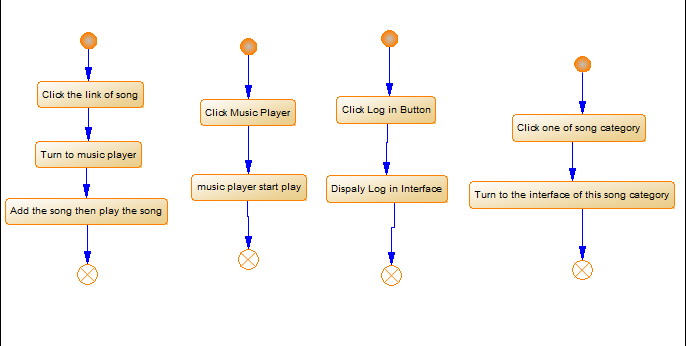 Click the link of song
Turn to music player
Add the song then play the song
Click Music Player
music player start play
Click Log in Button
Dispaly Log in Interface
Click one of song category
Turn to the interface of this song category